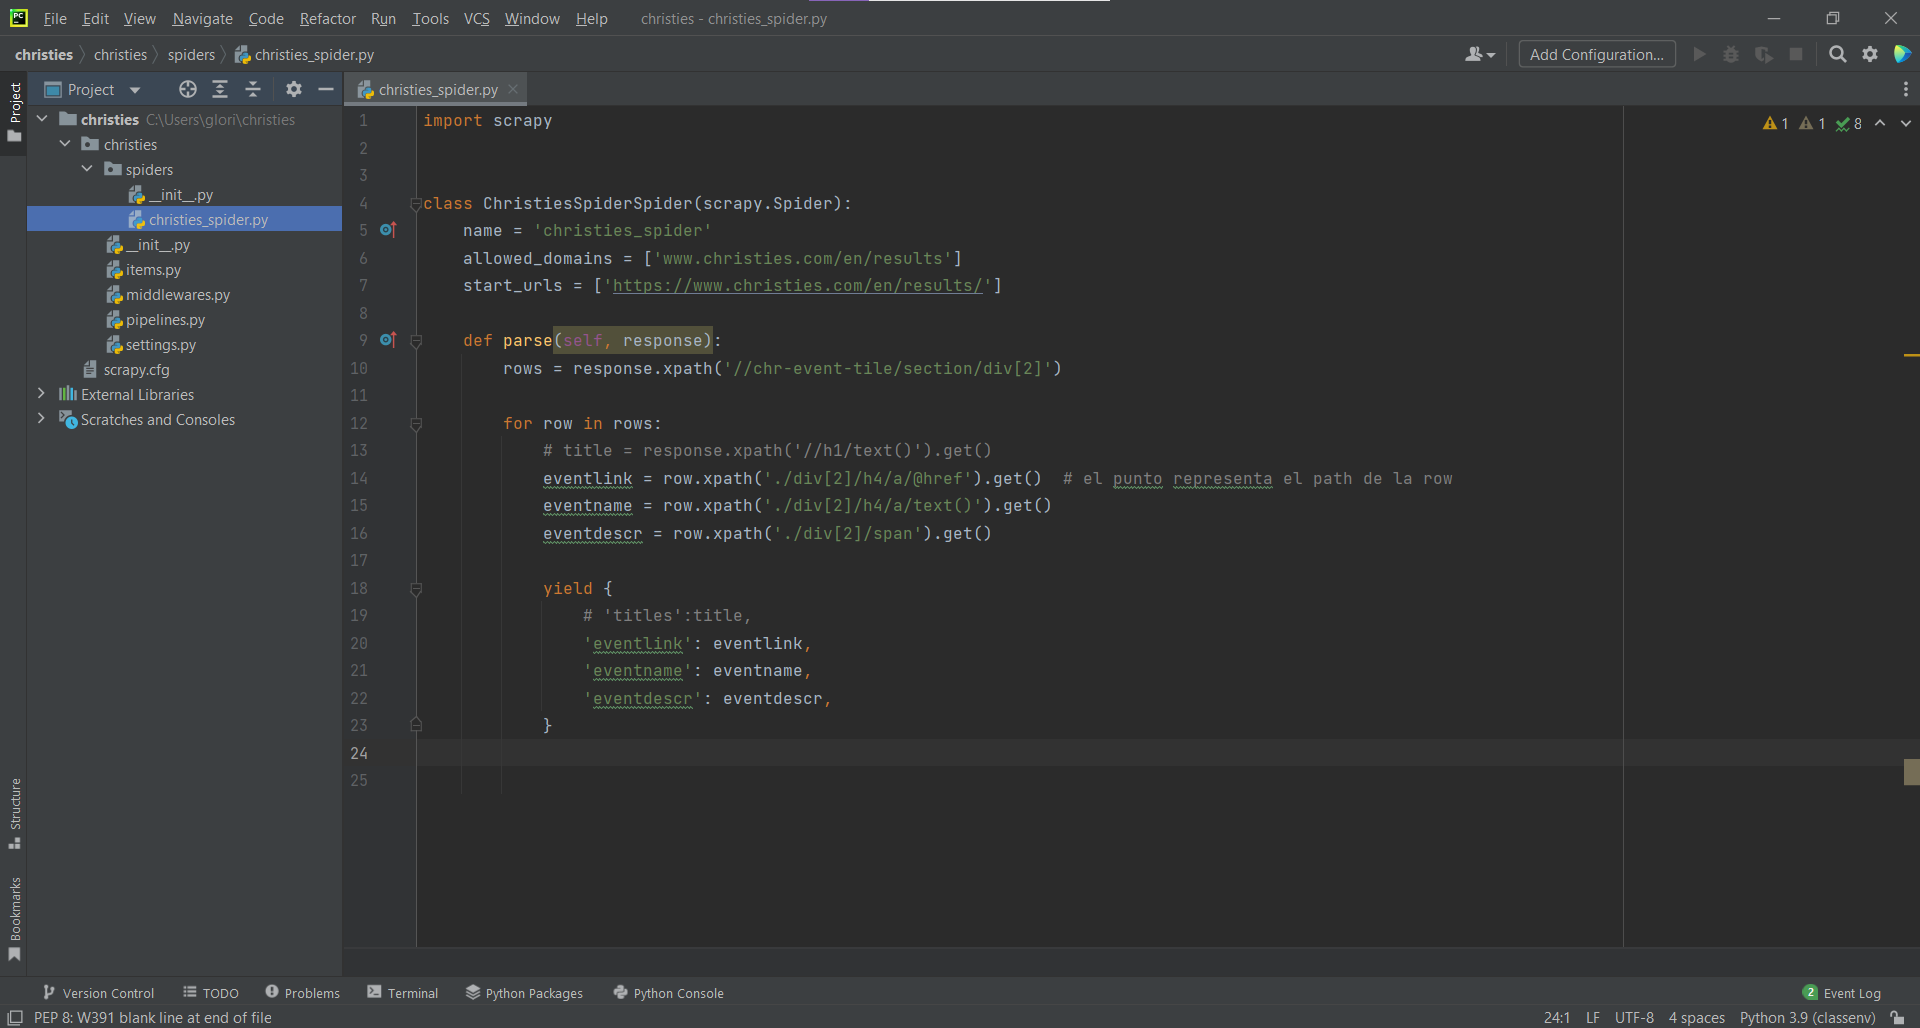 PC File Edit View Navigate Code Refactor Run Tools VCS Window Help christies - christies_spider.py
christies christies spiders christies_spider.py Add Configuration...
Project Project christies_spider.py
christies C:\Users\glori\christies
christies
spiders
__init__.py
christies_spider.py
__init__.py
items.py
middlewares.py
pipelines.py
settings.py
scrapy.cfg
External Libraries
Scratches and Consoles
1 1 8
1 import scrapy
2
3
4 class ChristiesSpiderSpider(scrapy.Spider):
5 name = 'christies_spider'
6 allowed_domains = ['www.christies.com/en/results']
7 start_urls = ['https://www.christies.com/en/results/']
8
9 def parse(self, response):
10 rows = response.xpath('//chr-event-tile/section/div[2]')
11
12 for row in rows:
13 # title = response.xpath('//h1/text()').get()
14 eventlink = row.xpath('./div[2]/h4/a/@href').get()  # el punto representa el path de la row
15 eventname = row.xpath('./div[2]/h4/a/text()').get()
16 eventdescr = row.xpath('./div[2]/span').get()
17
18 yield {
19 # 'titles':title,
20 'eventlink': eventlink,
21 'eventname': eventname,
22 'eventdescr': eventdescr,
23 }
24
25
Structure
Bookmarks
Version Control TODO Problems Terminal Python Packages Python Console 2 Event Log
PEP 8: W391 blank line at end of file 24:1 LF UTF-8 4 spaces Python 3.9 (classenv)